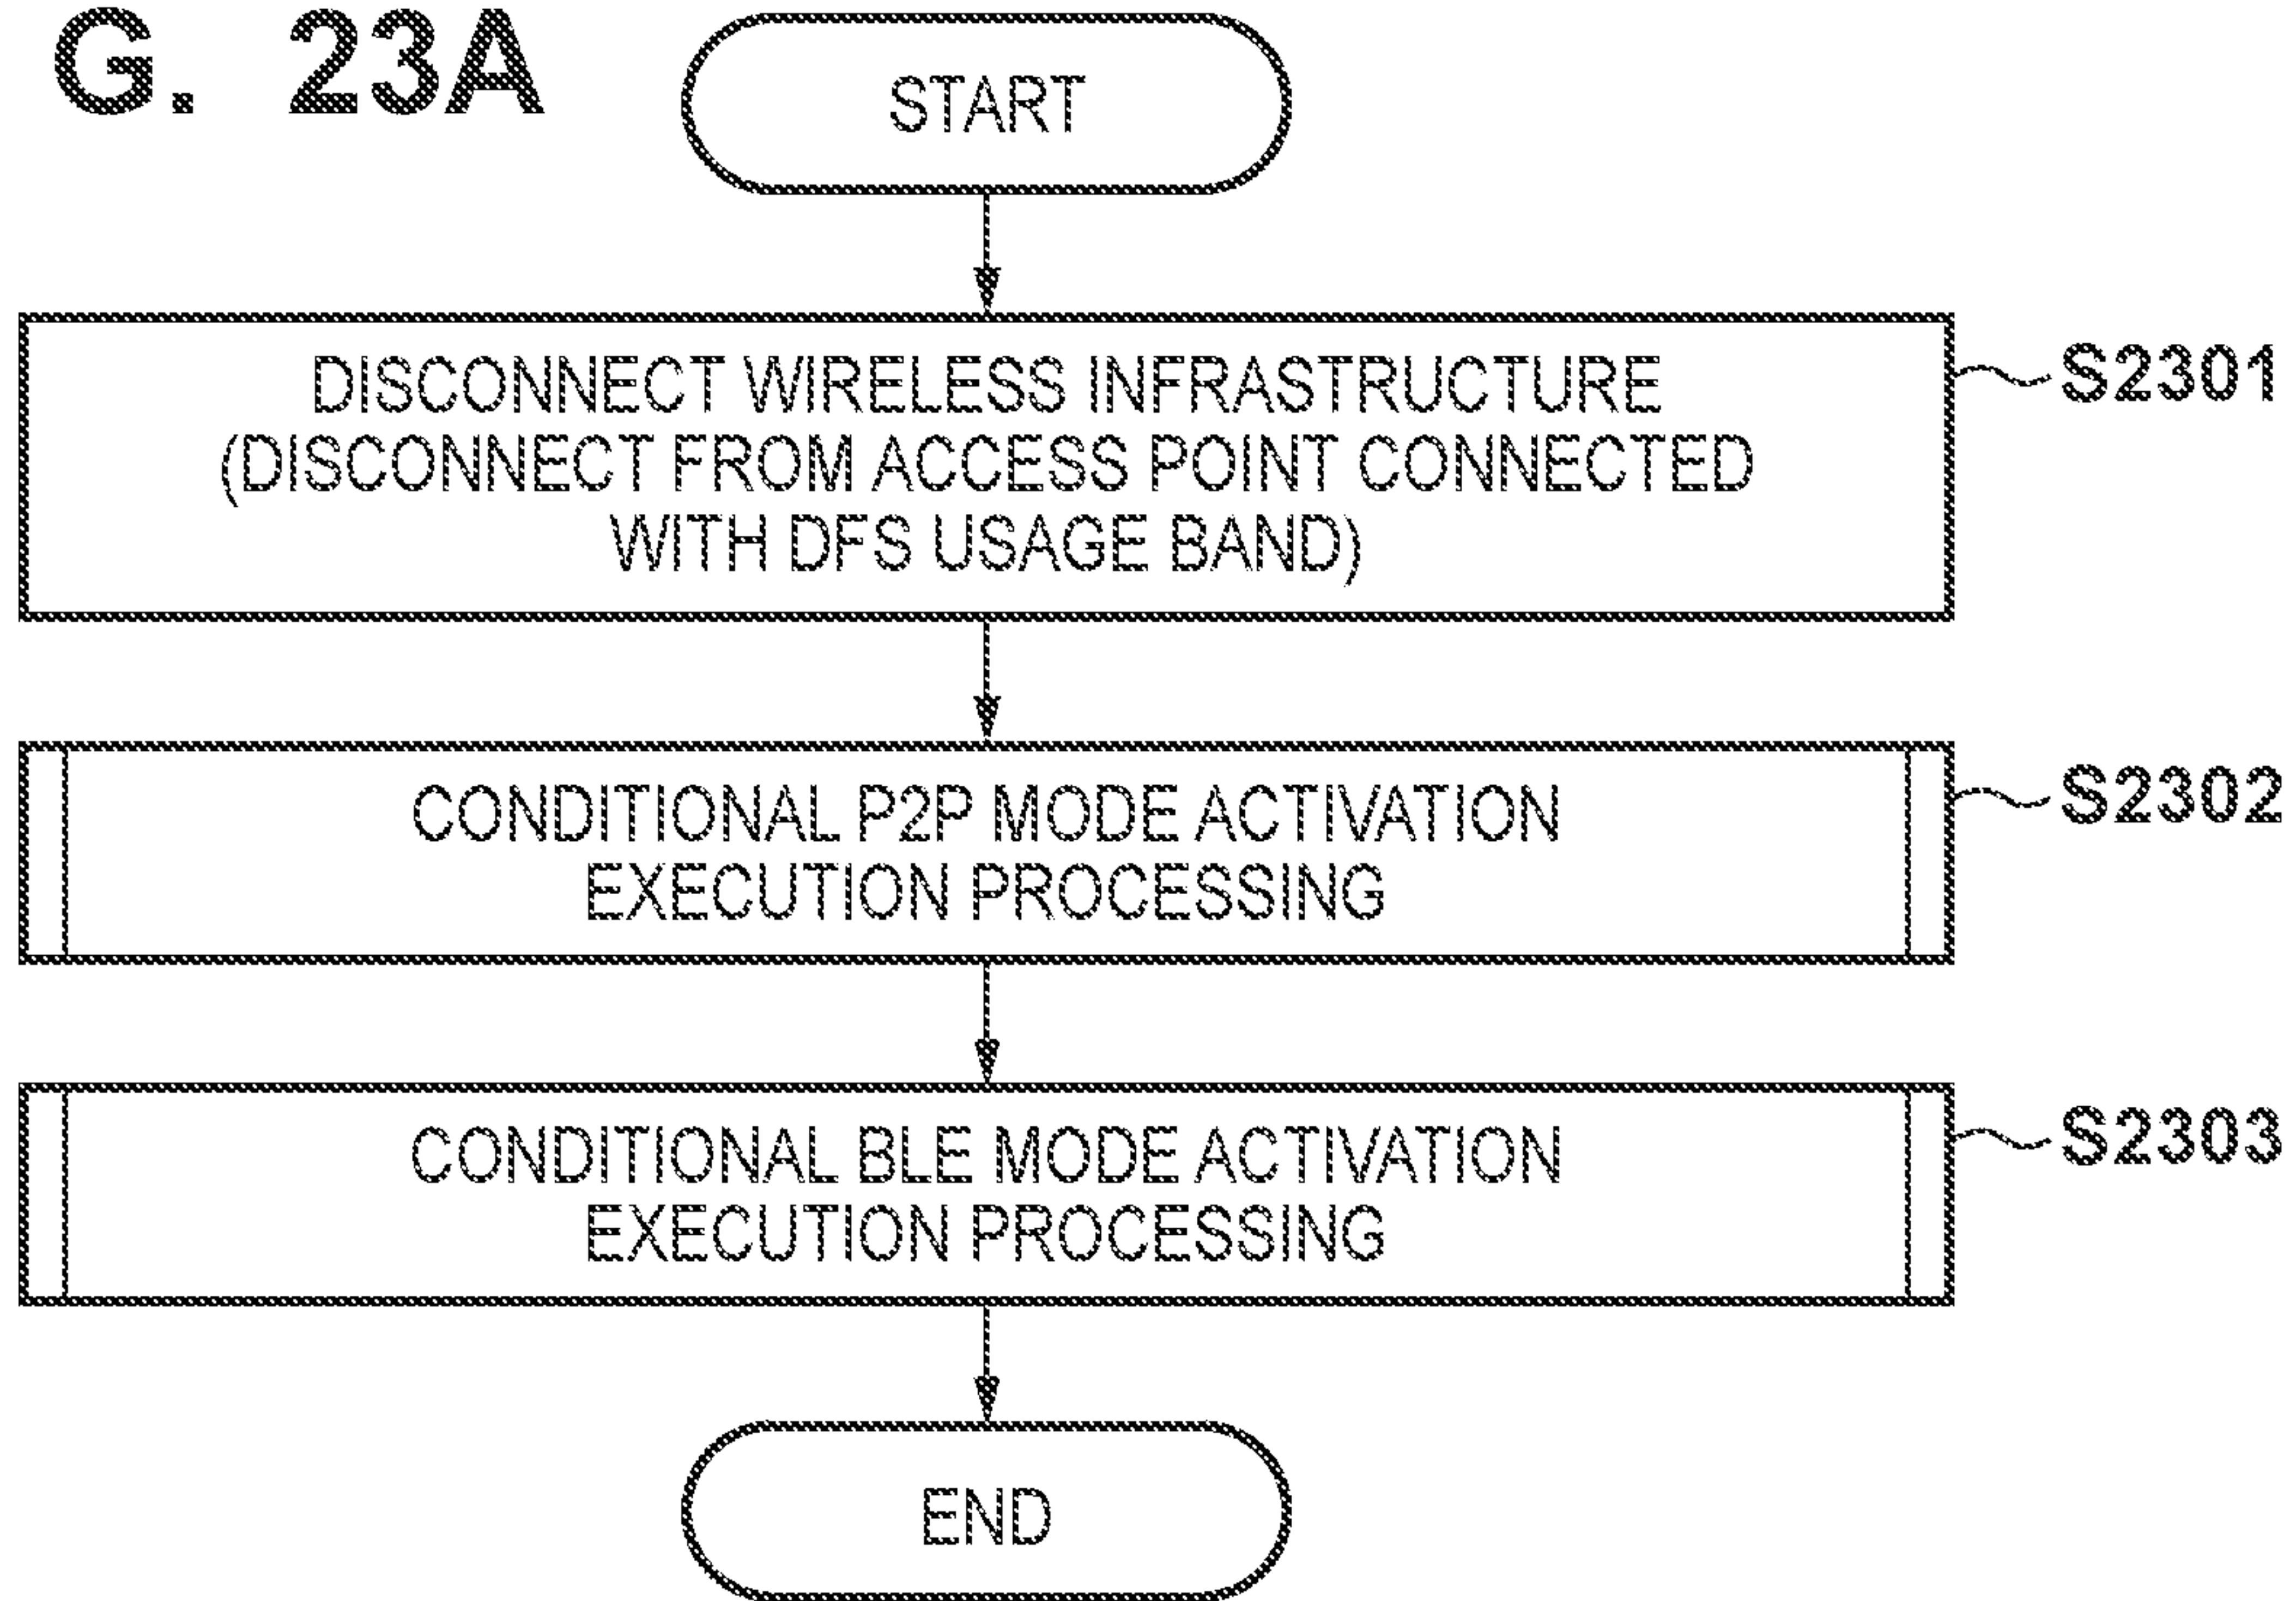 G. 23A
START
DISCONNECT WIRELESS INFRASTRUCTURE
(DISCONNECT FROM ACCESS POINT CONNECTED
WITH DFS USAGE BAND)
S2301
CONDITIONAL P2P MODE ACTIVATION
EXECUTION PROCESSING
S2302
CONDITIONAL BLE MODE ACTIVATION
EXECUTION PROCESSING
S2303
END